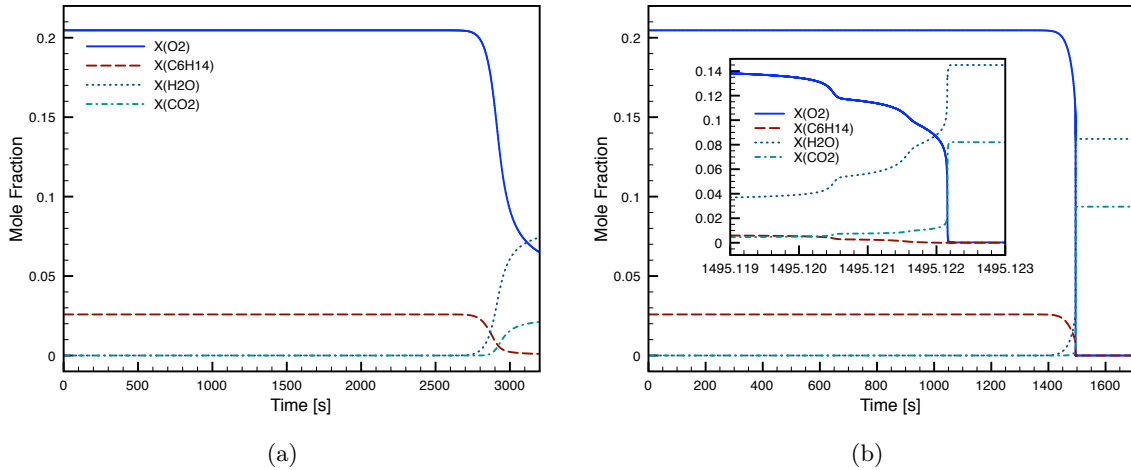 Mole Fraction
0.2
0.15
0.1
0.05
0
X(O2)
X(C6H14)
X(H2O)
X(CO2)
0 500 1000 1500 2000 2500 3000
Time [s]
(a)
Mole Fraction
0.2
0.15
0.1
0.05
0
0.14
0.12
0.1
0.08
0.06
0.04
0.02
0
X(O2)
X(C6H14)
X(H2O)
X(CO2)
1495.119 1495.120 1495.121 1495.122 1495.123
0 200 400 600 800 1000 1200 1400 1600
Time [s]
(b)